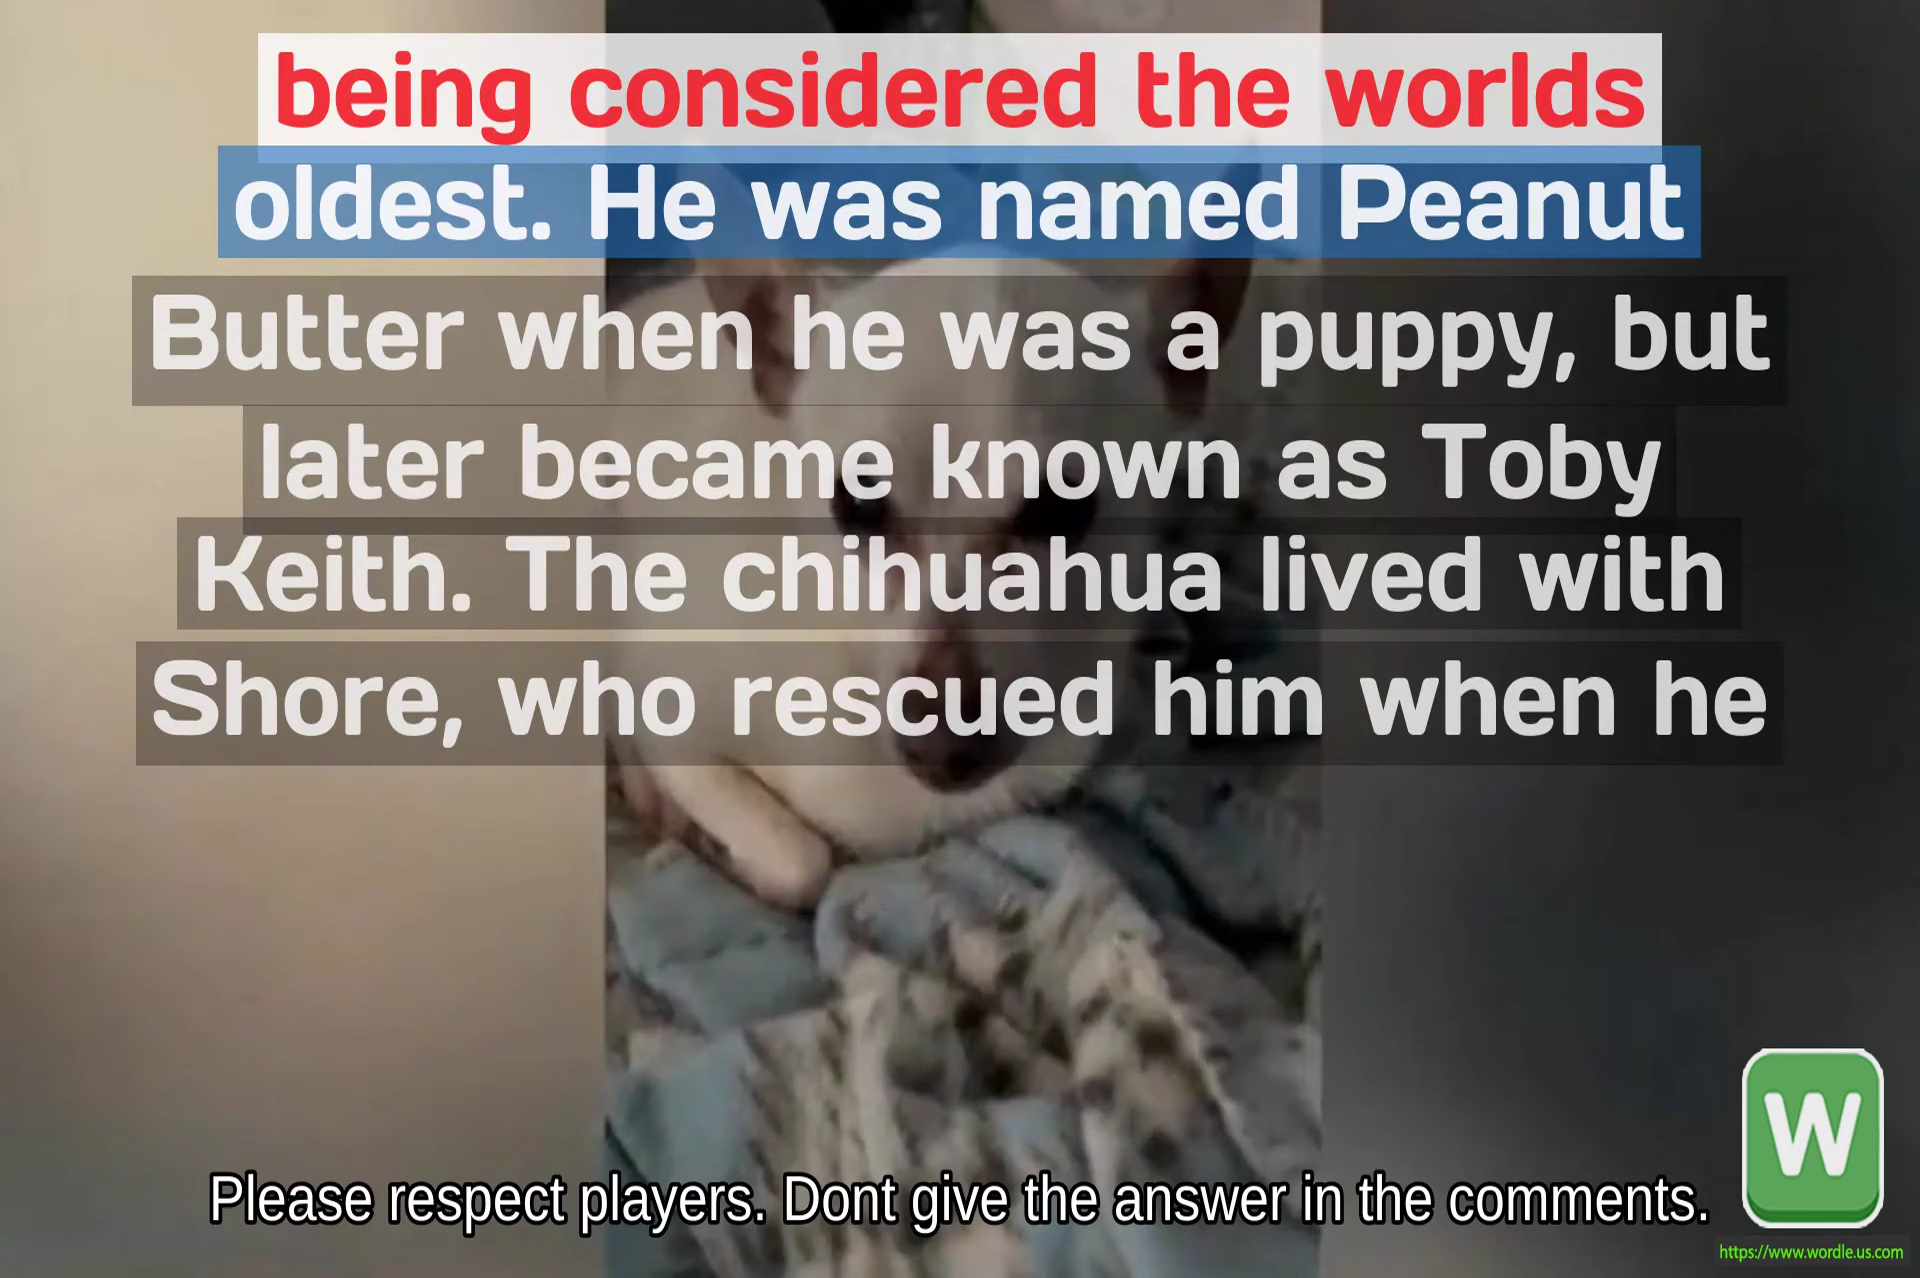 being considered the worlds
oldest. He was named Peanut
Butter when he was a puppy, but
later became known as Toby
Keith. The chihuahua lived with
Shore, who rescued him when he
W
Please respect players. Dont give the answer in the comments.
https://www.wordle.us.com